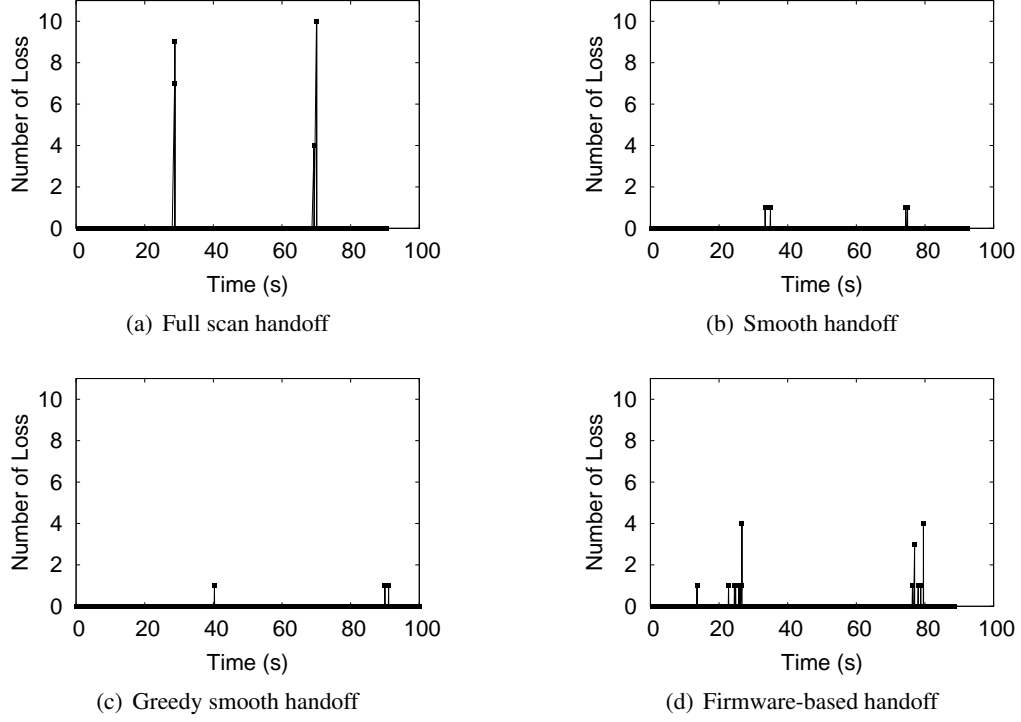 10
8
6
4
2
0
Number of Loss
0 20 40 60 80 100
Time (s)
(a) Full scan handoff
10
8
6
4
2
0
Number of Loss
0 20 40 60 80 100
Time (s)
(b) Smooth handoff
10
8
6
4
2
0
Number of Loss
0 20 40 60 80 100
Time (s)
(c) Greedy smooth handoff
10
8
6
4
2
0
Number of Loss
0 20 40 60 80 100
Time (s)
(d) Firmware-based handoff